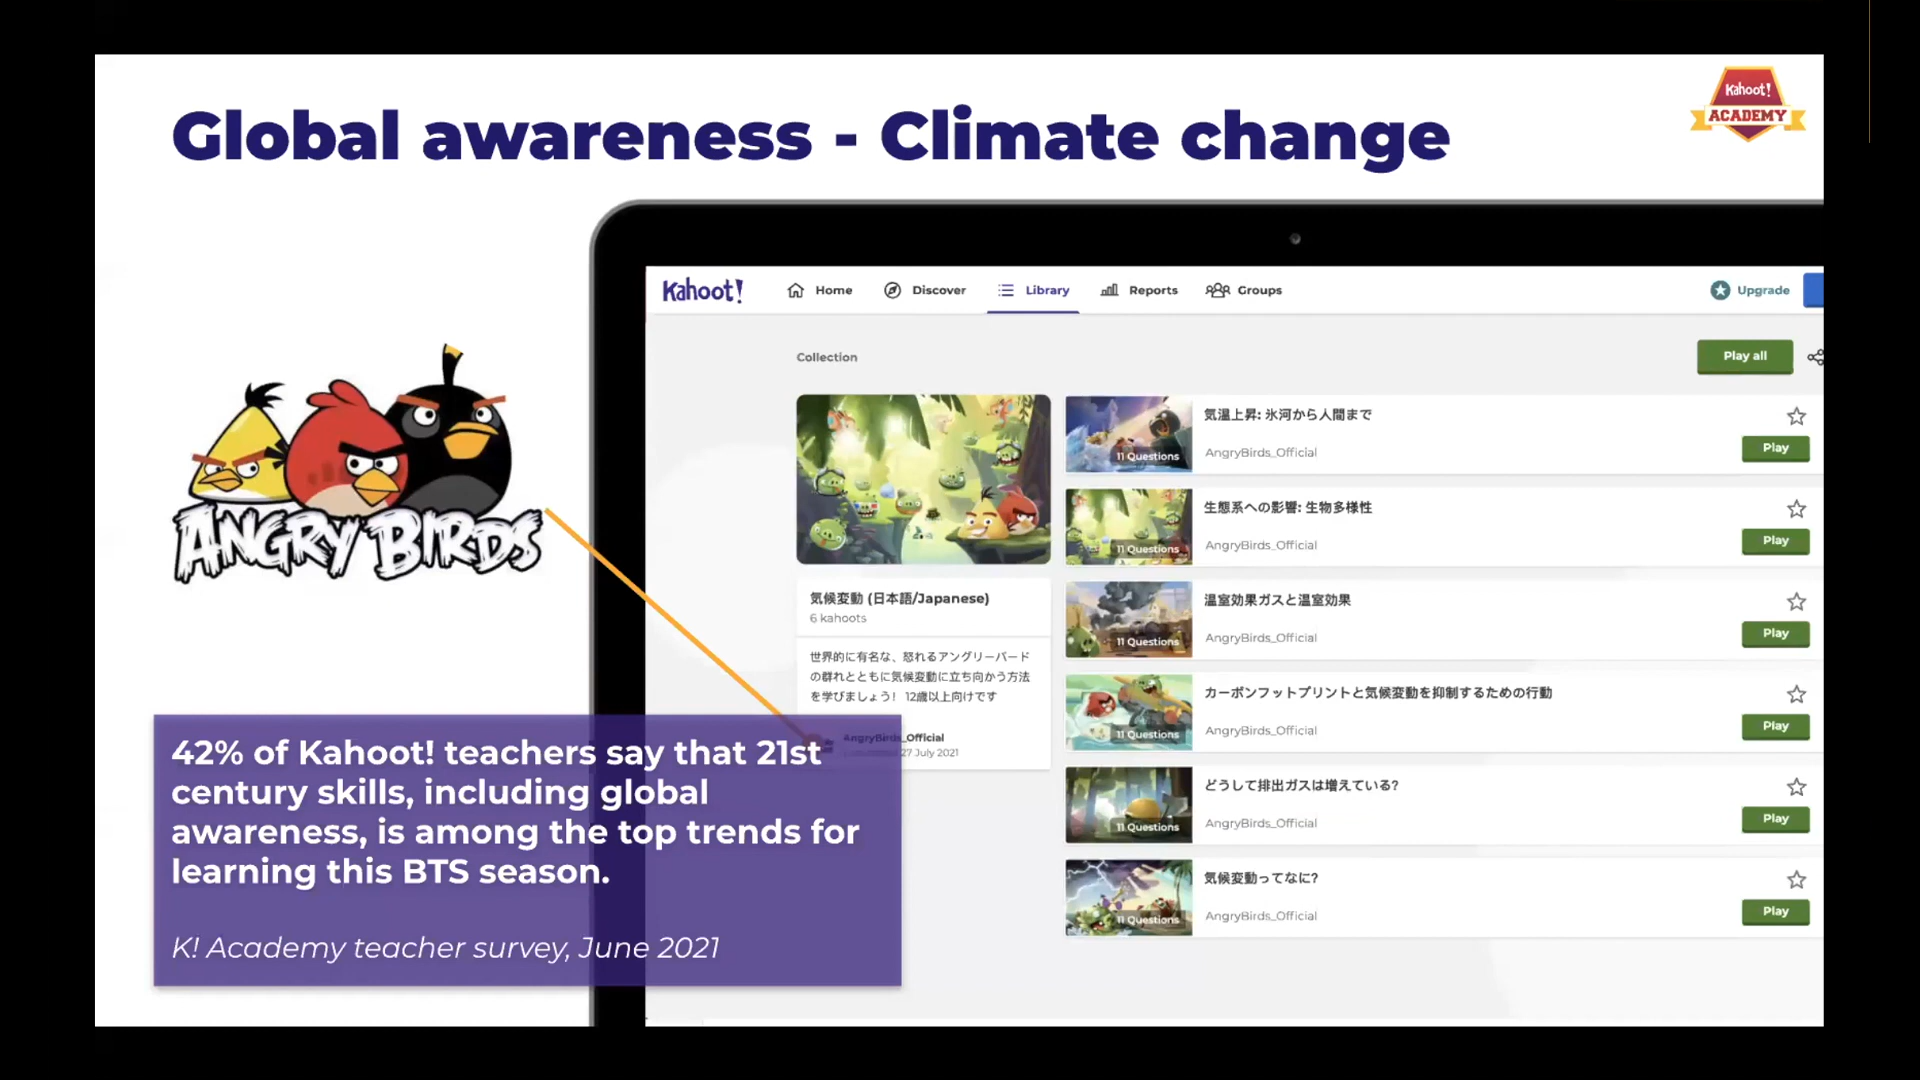 Global awareness - Climate change
Kahoot!
ACADEMY
Kahoot!
Home
Discover
Library
Reports
Groups
Upgrade
Collection
Play all
ANGRY BIRDS
気候変動 (日本語/Japanese)
6 kahoots
世界的に有名な、怒れるアングリーバード
の群れとともに気候変動に立ち向かう方法
を学びましょう! 12歳以上向けです
AngryBirds_Official
27 July 2021
気温上昇: 氷河から人間まで
11 Questions
AngryBirds_Official
Play
生態系への影響: 生物多様性
11 Questions
AngryBirds_Official
Play
温室効果ガスと温室効果
11 Questions
AngryBirds_Official
Play
カーボンフットプリントと気候変動を抑制するための行動
11 Questions
AngryBirds_Official
Play
どうして排出ガスは増えている?
11 Questions
AngryBirds_Official
Play
気候変動ってなに?
11 Questions
AngryBirds_Official
Play
42% of Kahoot! teachers say that 21st
century skills, including global
awareness, is among the top trends for
learning this BTS season.
K! Academy teacher survey, June 2021